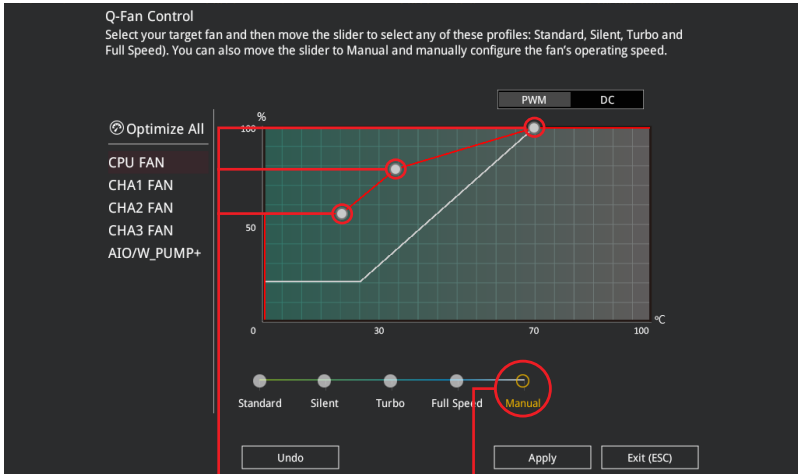 Q-Fan Control
Select your target fan and then move the slider to select any of these profiles: Standard, Silent, Turbo and
Full Speed). You can also move the slider to Manual and manually configure the fan's operating speed.
PWM DC
Optimize All
CPU FAN
CHA1 FAN
CHA2 FAN
CHA3 FAN
AIO/W_PUMP+
%
100
50
0 30 70 100
ºC
Standard Silent Turbo Full Speed Manual
Undo Apply Exit (ESC)